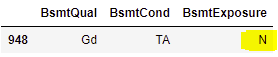 BsmtQual BsmtCond BsmtExposure
948 Gd TA N